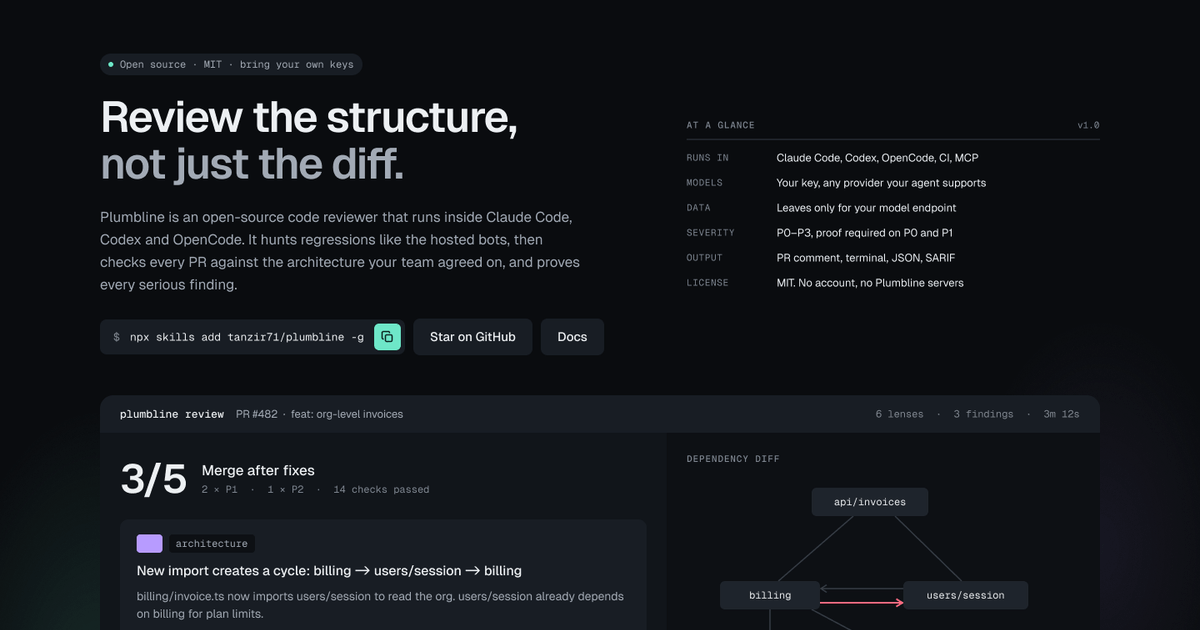 Open source · MIT · bring your own keys
Review the structure,
not just the diff.
Plumbline is an open-source code reviewer that runs inside Claude Code,
Codex and OpenCode. It hunts regressions like the hosted bots, then
checks every PR against the architecture your team agreed on, and proves
every serious finding.
$ npx skills add tanzir71/plumbline -g
Star on GitHub
Docs
AT A GLANCE v1.0
RUNS IN Claude Code, Codex, OpenCode, CI, MCP
MODELS Your key, any provider your agent supports
DATA Leaves only for your model endpoint
SEVERITY P0–P3, proof required on P0 and P1
OUTPUT PR comment, terminal, JSON, SARIF
LICENSE MIT. No account, no Plumbline servers
plumbline review PR #482 · feat: org-level invoices 6 lenses · 3 findings · 3m 12s
3/5
Merge after fixes
2 × P1 · 1 × P2 · 14 checks passed
architecture
New import creates a cycle: billing → users/session → billing
billing/invoice.ts now imports users/session to read the org. users/session already depends
on billing for plan limits.
DEPENDENCY DIFF
api/invoices
billing
users/session